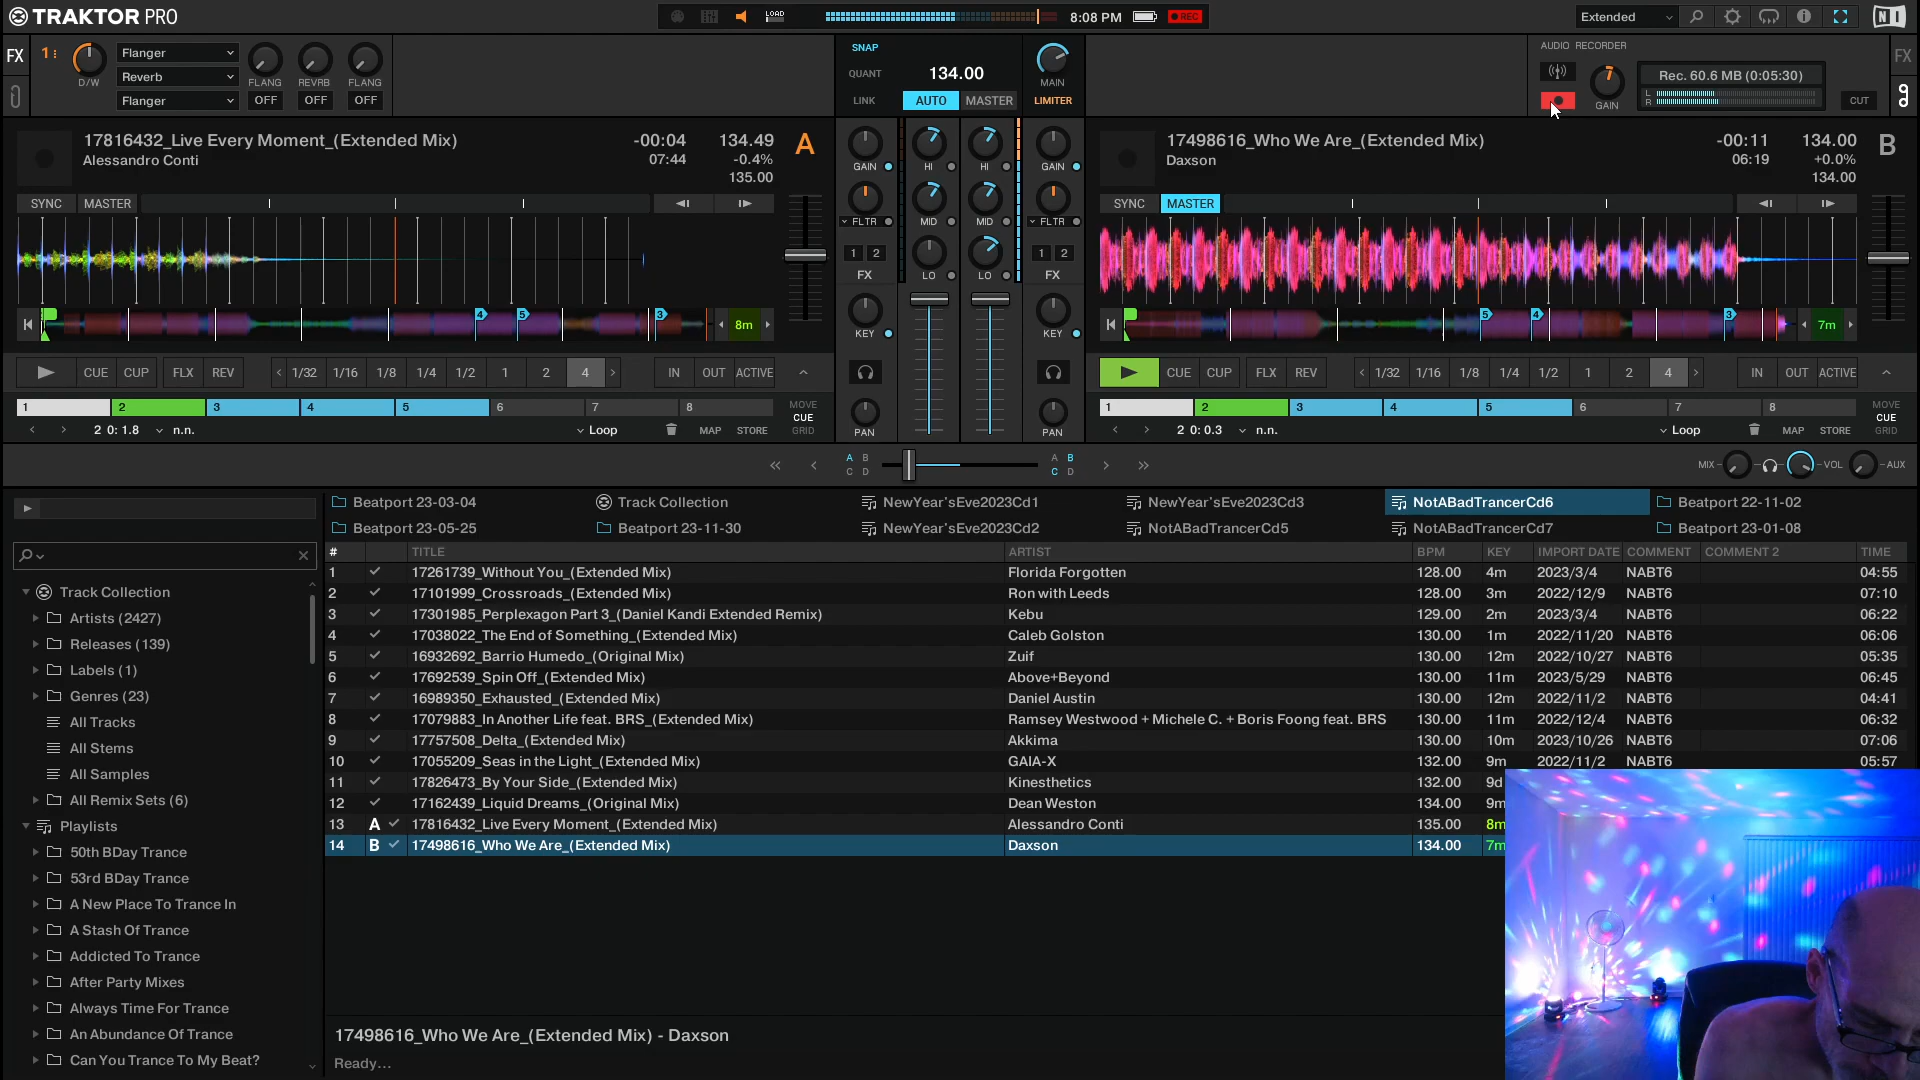 TRAKTOR PRO
LOAD
8:08 PM
REC
Extended
FX
1
D/W
Flanger
Reverb
Flanger
FLANG
REVRB
FLANG
OFF
OFF
OFF
SNAP
QUANT
LINK
134.00
AUTO
MASTER
MAIN
LIMITER
AUDIO RECORDER
GAIN
Rec. 60.6 MB (0:05:30)
L
R
CUT
FX
17816432_Live Every Moment_(Extended Mix)
Alessandro Conti
-00:04
07:44
134.49
-0.4%
135.00
A
SYNC
MASTER
4
5
3
8m
CUE
CUP
FLX
REV
1/32
1/16
1/8
1/4
1/2
1
2
4
IN
OUT
ACTIVE
1
2
3
4
5
6
7
8
MOVE
CUE
GRID
2 0: 1.8
n.n.
Loop
MAP
STORE
GAIN
HI
HI
GAIN
FLTR
MID
MID
FLTR
1 2
LO
LO
1 2
FX
FX
KEY
KEY
PAN
PAN
17498616_Who We Are_(Extended Mix)
Daxson
-00:11
06:19
134.00
+0.0%
134.00
B
SYNC
MASTER
5
4
3
7m
CUE
CUP
FLX
REV
1/32
1/16
1/8
1/4
1/2
1
2
4
IN
OUT
ACTIVE
1
2
3
4
5
6
7
8
MOVE
CUE
GRID
2 0: 0.3
n.n.
Loop
MAP
STORE
A B
C D
A B
C D
MIX
VOL
AUX
Beatport 23-03-04
Track Collection
NewYear'sEve2023Cd1
NewYear'sEve2023Cd3
NotABadTrancerCd6
Beatport 22-11-02
Beatport 23-05-25
Beatport 23-11-30
NewYear'sEve2023Cd2
NotABadTrancerCd5
NotABadTrancerCd7
Beatport 23-01-08
Track Collection
Artists (2427)
Releases (139)
Labels (1)
Genres (23)
All Tracks
All Stems
All Samples
All Remix Sets (6)
Playlists
50th BDay Trance
53rd BDay Trance
A New Place To Trance In
A Stash Of Trance
Addicted To Trance
After Party Mixes
Always Time For Trance
An Abundance Of Trance
Can You Trance To My Beat?
# TITLE ARTIST BPM KEY IMPORT DATE COMMENT COMMENT 2 TIME
1 17261739_Without You_(Extended Mix) Florida Forgotten 128.00 4m 2023/3/4 NABT6 04:55
2 17101999_Crossroads_(Extended Mix) Ron with Leeds 128.00 3m 2022/12/9 NABT6 07:10
3 17301985_Perplexagon Part 3_(Daniel Kandi Extended Remix) Kebu 129.00 2m 2023/3/4 NABT6 06:22
4 17038022_The End of Something_(Extended Mix) Caleb Golston 130.00 1m 2022/11/20 NABT6 06:06
5 16932692_Barrio Humedo_(Original Mix) Zuif 130.00 12m 2022/10/27 NABT6 05:35
6 17692539_Spin Off_(Extended Mix) Above+Beyond 130.00 11m 2023/5/29 NABT6 06:45
7 16989350_Exhausted_(Extended Mix) Daniel Austin 130.00 12m 2022/11/2 NABT6 04:41
8 17079883_In Another Life feat. BRS_(Extended Mix) Ramsey Westwood + Michele C. + Boris Foong feat. BRS 130.00 11m 2022/12/4 NABT6 06:32
9 17757508_Delta_(Extended Mix) Akkima 130.00 10m 2023/10/26 NABT6 07:06
10 17055209_Seas in the Light_(Extended Mix) GAIA-X 132.00 9m 2022/11/2 NABT6 05:57
11 17826473_By Your Side_(Extended Mix) Kinesthetics 132.00 9d
12 17162439_Liquid Dreams_(Original Mix) Dean Weston 134.00 9m
13 A 17816432_Live Every Moment_(Extended Mix) Alessandro Conti 135.00 8m
14 B 17498616_Who We Are_(Extended Mix) Daxson 134.00 7m
17498616_Who We Are_(Extended Mix) - Daxson
Ready...